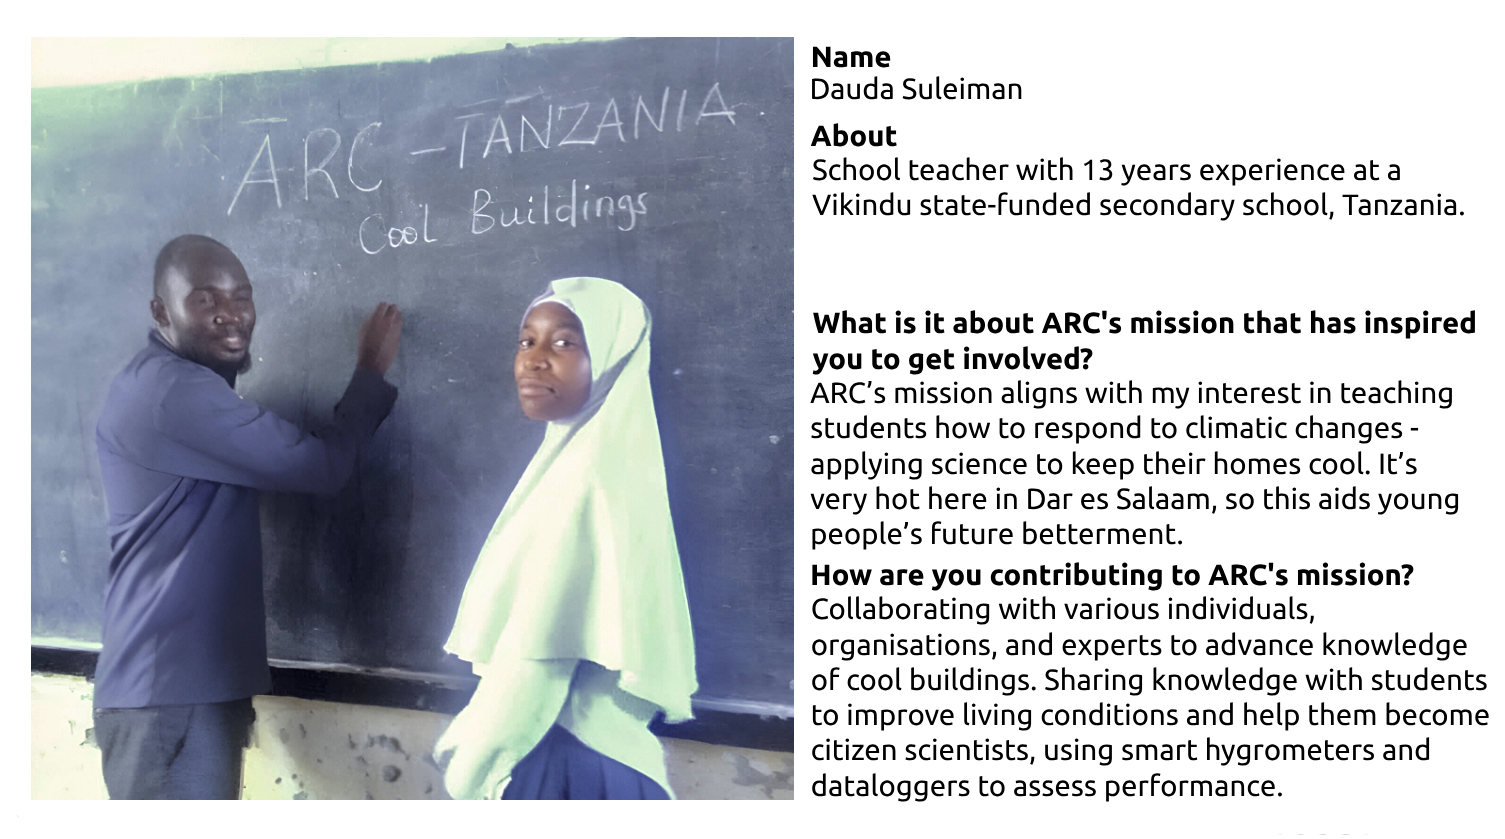 ARC - TANZANIA
Cool Buildings
Name
Dauda Suleiman
About
School teacher with 13 years experience at a
Vikindu state-funded secondary school, Tanzania.
What is it about ARC's mission that has inspired
you to get involved?
ARC’s mission aligns with my interest in teaching
students how to respond to climatic changes -
applying science to keep their homes cool. It’s
very hot here in Dar es Salaam, so this aids young
people’s future betterment.
How are you contributing to ARC's mission?
Collaborating with various individuals,
organisations, and experts to advance knowledge
of cool buildings. Sharing knowledge with students
to improve living conditions and help them become
citizen scientists, using smart hygrometers and
dataloggers to assess performance.